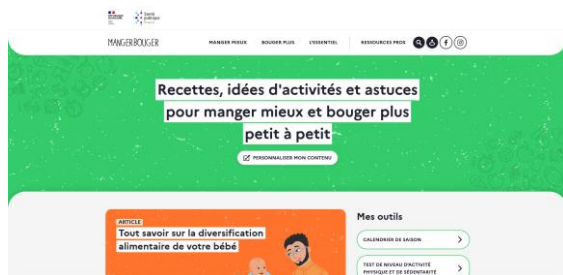 Santé
publique
MANGERBOUGER
MANGER MIEUX BOUGER PLUS L'ESSENTIEL RESSOURCES PROS
Recettes, idées d'activités et astuces
pour manger mieux et bouger plus
petit à petit
PERSONNALISER MON CONTENU
ARTICLE
Tout savoir sur la diversification
alimentaire de votre bébé
Mes outils
CALENDRIER DE SAISON
TEST DE NIVEAU D'ACTIVITÉ
PHYSIQUE ET DE SÉDENTARITÉ